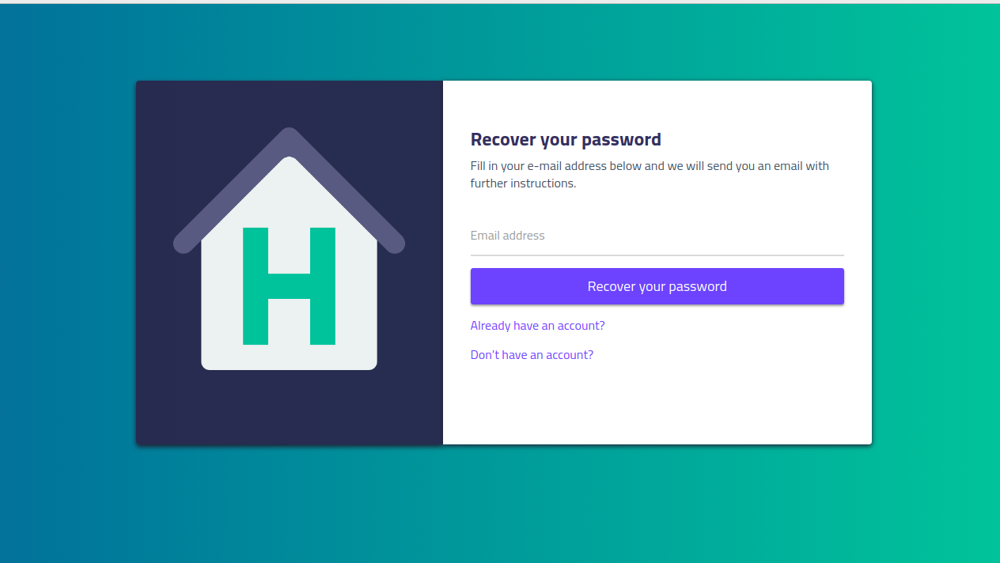 H
Recover your password
Fill in your e-mail address below and we will send you an email with
further instructions.
Email address
Recover your password
Already have an account?
Don’t have an account?